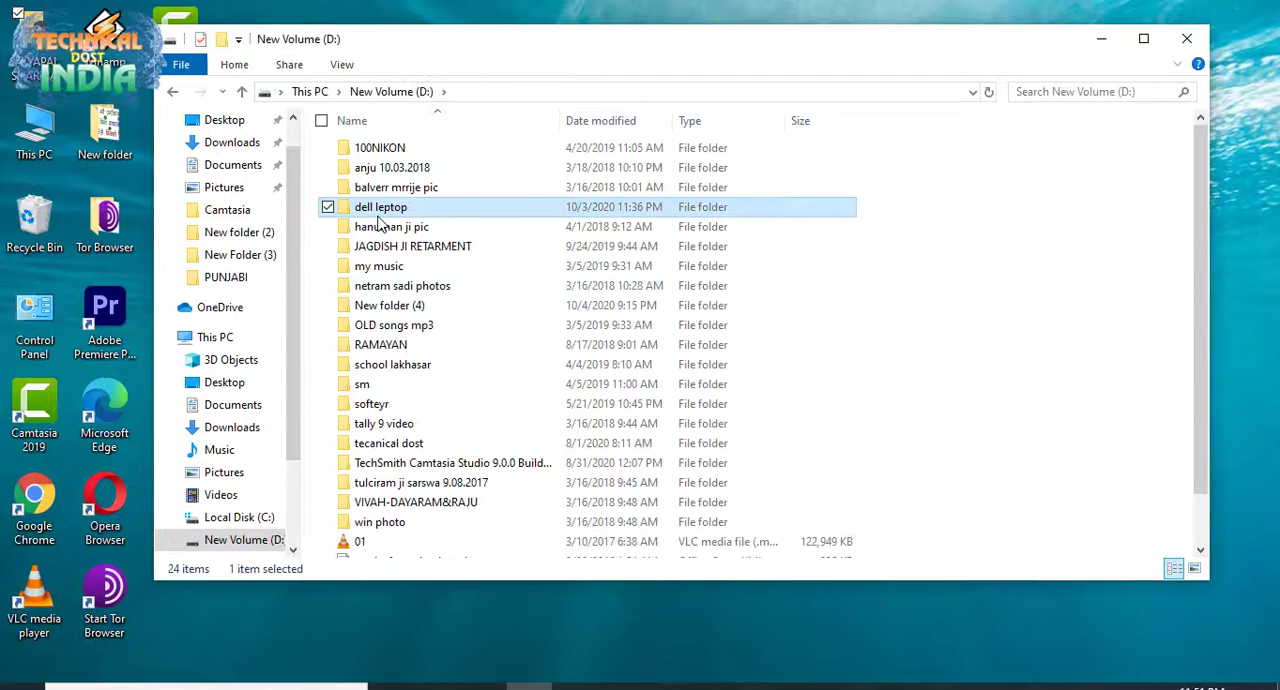 TECHNICAL
DOST
INDIA
New Volume (D:)
File Home Share View
This PC New Volume (D:) Search New Volume (D:)
Name Date modified Type Size
100NIKON 4/20/2019 11:05 AM File folder
anju 10.03.2018 3/18/2018 10:10 PM File folder
balverr mrrije pic 3/16/2018 10:01 AM File folder
dell leptop 10/3/2020 11:36 PM File folder
hanuman ji pic 4/1/2018 9:12 AM File folder
JAGDISH JI RETARMENT 9/24/2019 9:44 AM File folder
my music 3/5/2019 9:31 AM File folder
netram sadi photos 3/16/2018 10:28 AM File folder
New folder (4) 10/4/2020 9:15 PM File folder
OLD songs mp3 3/5/2019 9:33 AM File folder
RAMAYAN 8/17/2018 9:01 AM File folder
school lakhasar 4/4/2019 8:10 AM File folder
sm 4/5/2019 11:00 AM File folder
softeyr 5/21/2019 10:45 PM File folder
tally 9 video 3/16/2018 9:44 AM File folder
tecanical dost 8/1/2020 8:11 AM File folder
TechSmith Camtasia Studio 9.0.0 Build... 8/31/2020 12:07 PM File folder
tulciram ji sarswa 9.08.2017 3/16/2018 9:45 AM File folder
VIVAH-DAYARAM&RAJU 3/16/2018 9:48 AM File folder
win photo 3/16/2018 9:48 AM File folder
01 3/10/2017 6:38 AM VLC media file (.m... 122,949 KB
Desktop
Downloads
Documents
Pictures
Camtasia
New folder (2)
New Folder (3)
PUNJABI
OneDrive
This PC
3D Objects
Desktop
Documents
Downloads
Music
Pictures
Videos
Local Disk (C:)
New Volume (D:
24 items 1 item selected
This PC
New folder
Recycle Bin
Tor Browser
Control
Panel
Pr
Adobe
Premiere P...
Camtasia
2019
Microsoft
Edge
Google
Chrome
Opera
Browser
VLC media
player
Start Tor
Browser